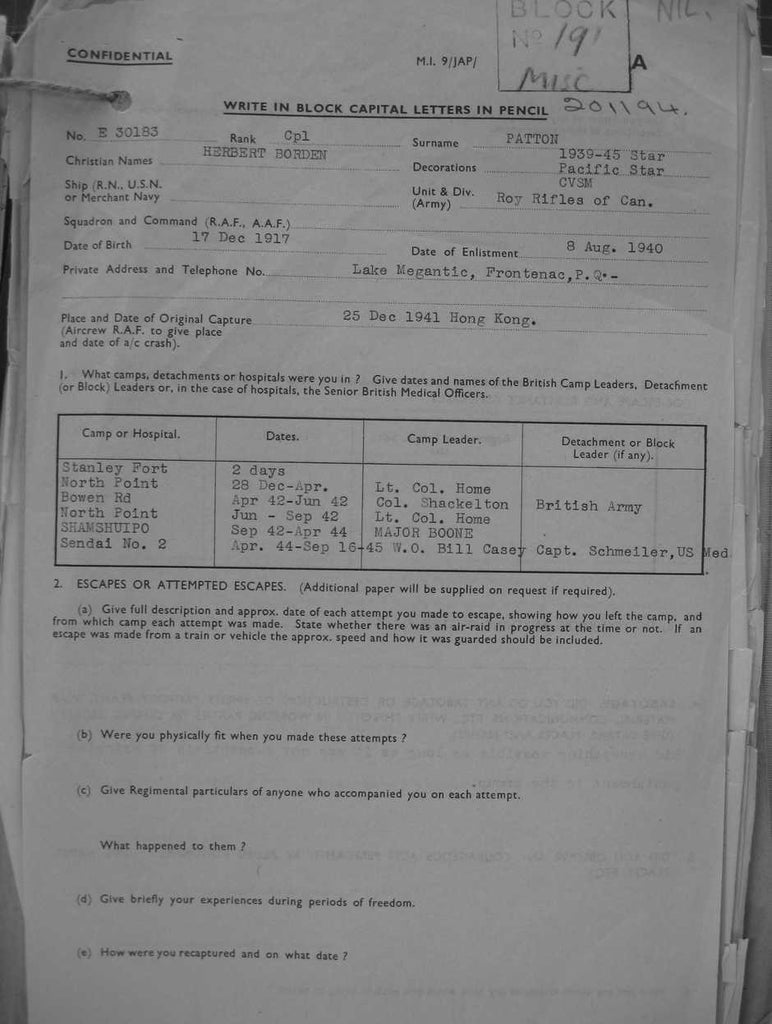 BLOCK NIL.
Nº 191
CONFIDENTIAL M.I. 9/JAP/ A
MISC
WRITE IN BLOCK CAPITAL LETTERS IN PENCIL 201194.
No. E 30183 Rank Cpl Surname PATTON
Christian Names HERBERT BORDEN Decorations 1939-45 Star
Pacific Star
CVSM
Ship (R.N., U.S.N.
or Merchant Navy
Unit & Div. Roy Rifles of Can.
(Army)
Squadron and Command (R.A.F., A.A.F.)
Date of Birth 17 Dec 1917 Date of Enlistment 8 Aug. 1940
Private Address and Telephone No. Lake Megantic, Frontenac, P.Q.-
Place and Date of Original Capture 25 Dec 1941 Hong Kong.
(Aircrew R.A.F. to give place
and date of a/c crash).
1. What camps, detachments or hospitals were you in ? Give dates and names of the British Camp Leaders, Detachment
(or Block) Leaders or, in the case of hospitals, the Senior British Medical Officers.
Camp or Hospital. Dates. Camp Leader. Detachment or Block
Leader (if any).
Stanley Fort 2 days
North Point 28 Dec-Apr. Lt. Col. Home
Bowen Rd Apr 42-Jun 42 Col. Shackelton British Army
North Point Jun - Sep 42 Lt. Col. Home
SHAMSHUIPO Sep 42-Apr 44 MAJOR BOONE
Sendai No. 2 Apr. 44-Sep 16-45 W.O. Bill Casey Capt. Schmeiler,US Med
2. ESCAPES OR ATTEMPTED ESCAPES. (Additional paper will be supplied on request if required).
(a) Give full description and approx. date of each attempt you made to escape, showing how you left the camp, and
from which camp each attempt was made. State whether there was an air-raid in progress at the time or not. If an
escape was made from a train or vehicle the approx. speed and how it was guarded should be included.
(b) Were you physically fit when you made these attempts ?
(c) Give Regimental particulars of anyone who accompanied you on each attempt.
What happened to them ?
(d) Give briefly your experiences during periods of freedom.
(e) How were you recaptured and on what date ?